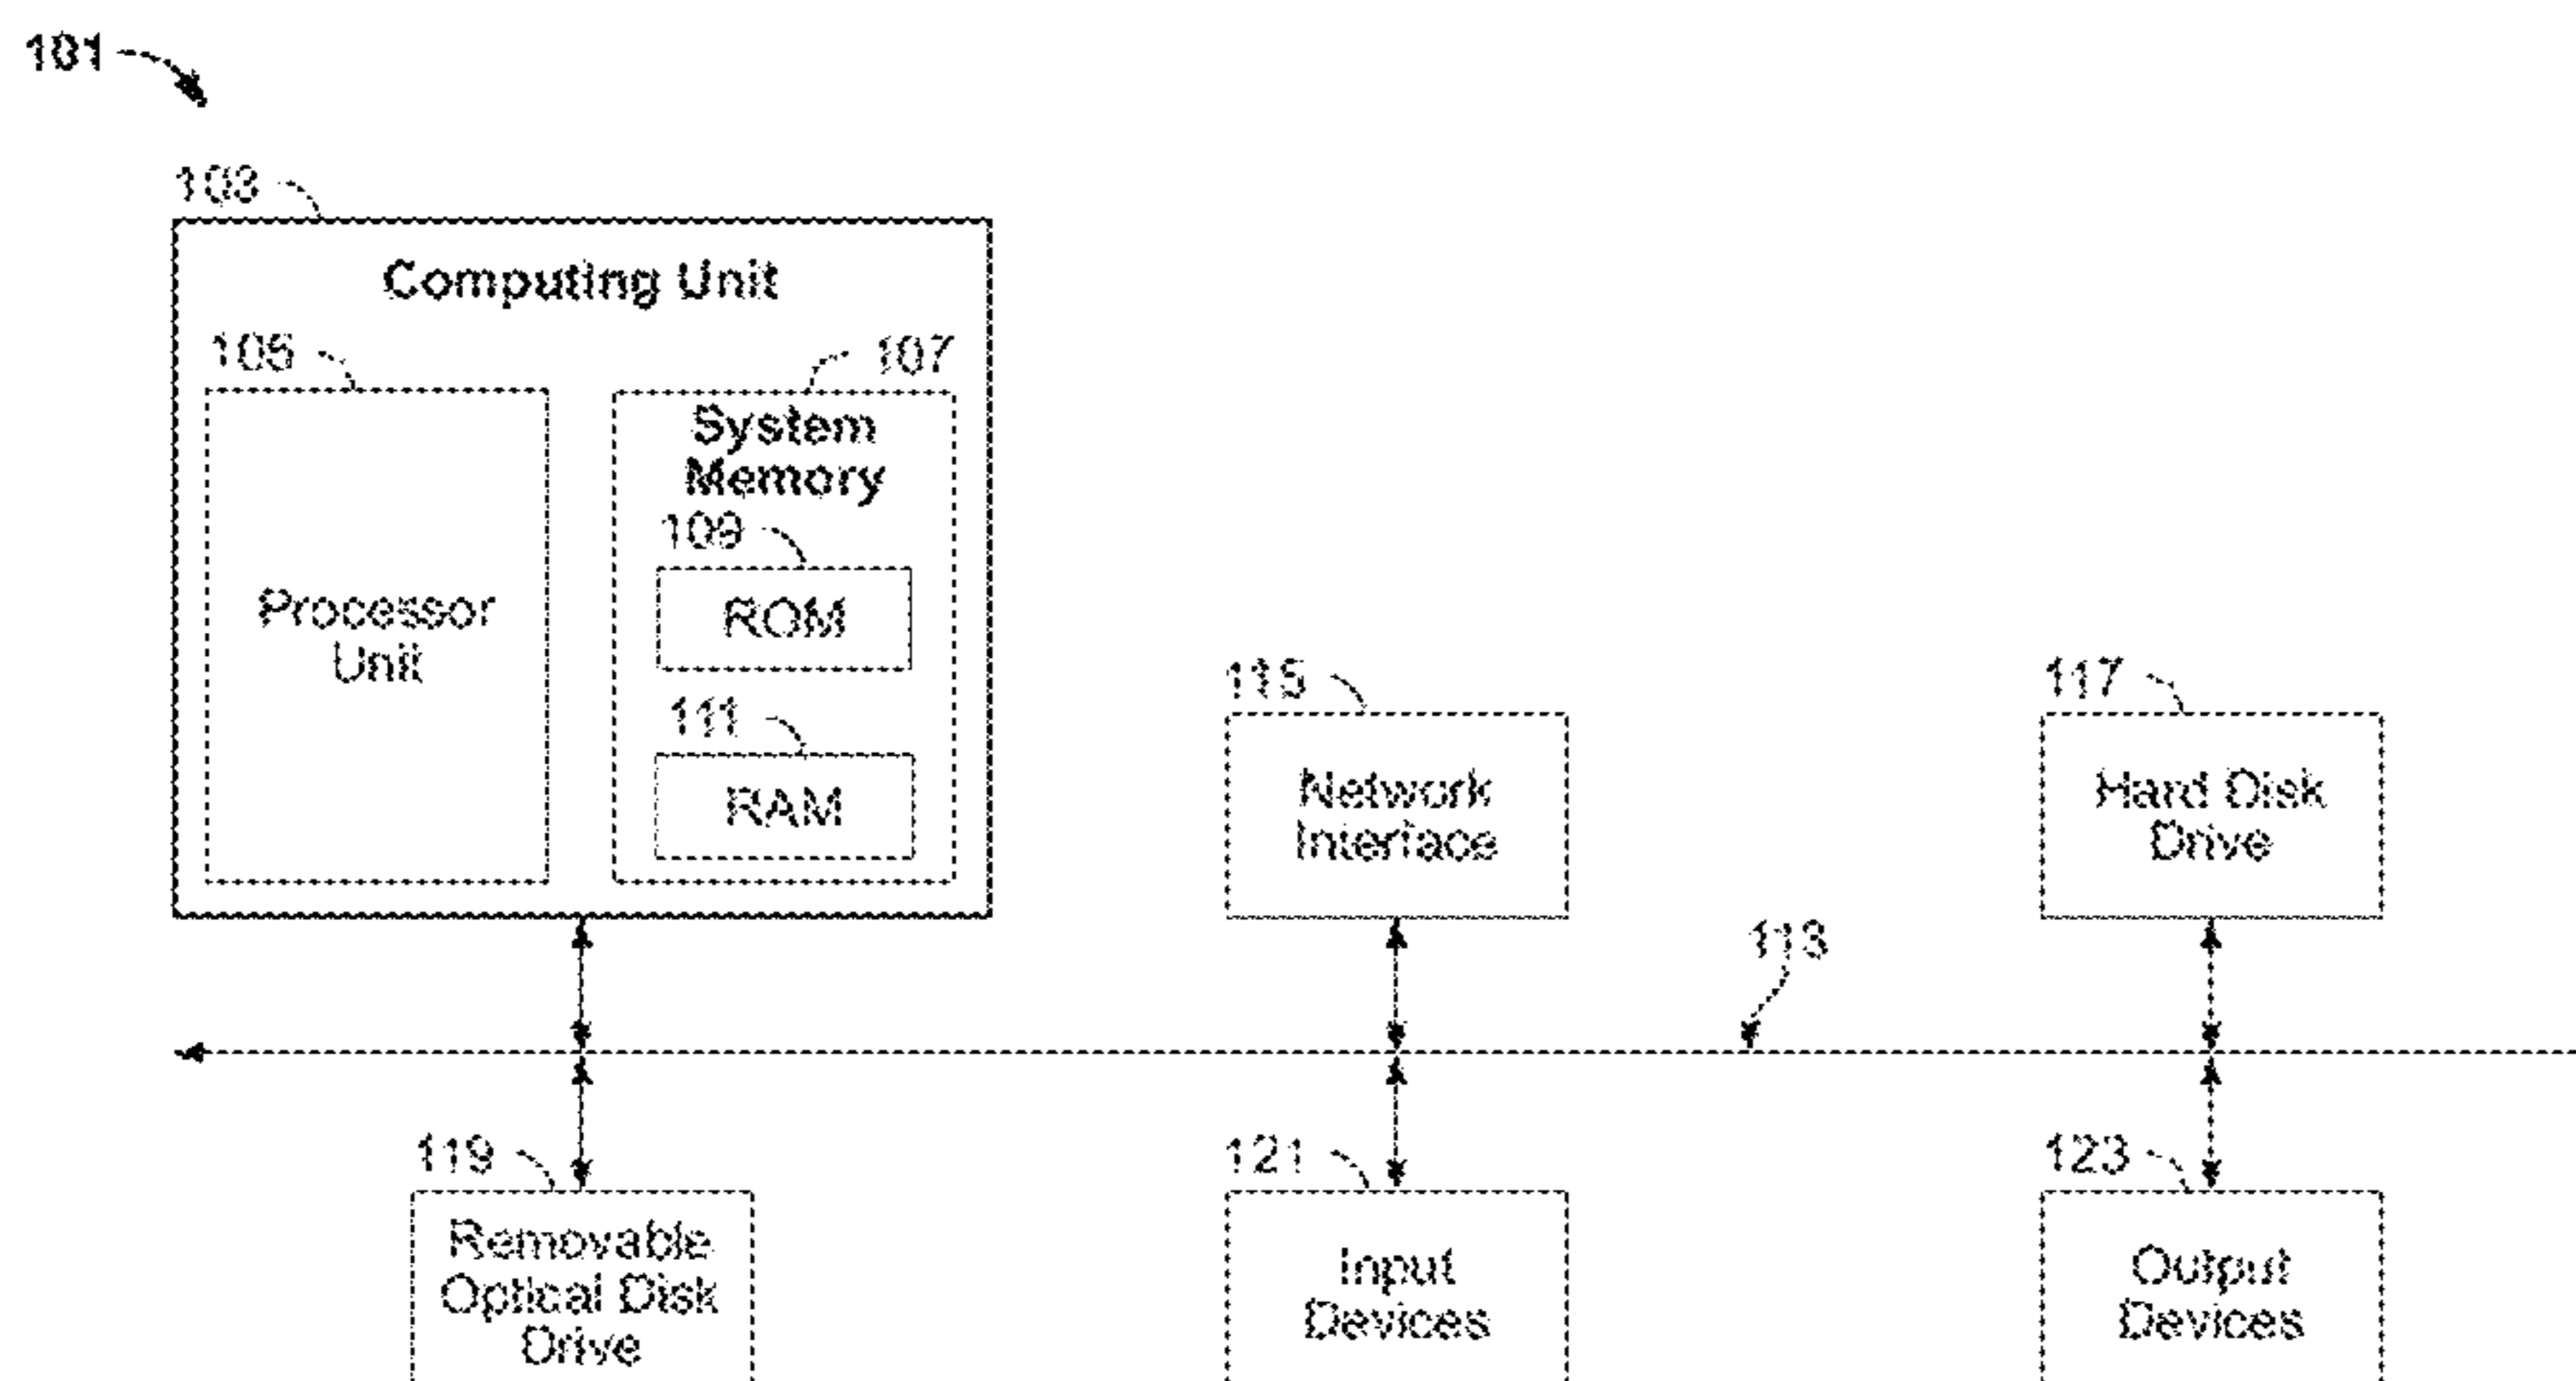 101
103
Computing Unit
105
107
System
Memory
109
ROM
Processor
Unit
111
RAM
115
Network
Interface
117
Hard Disk
Drive
113
119
Removable
Optical Disk
Drive
121
Input
Devices
123
Output
Devices